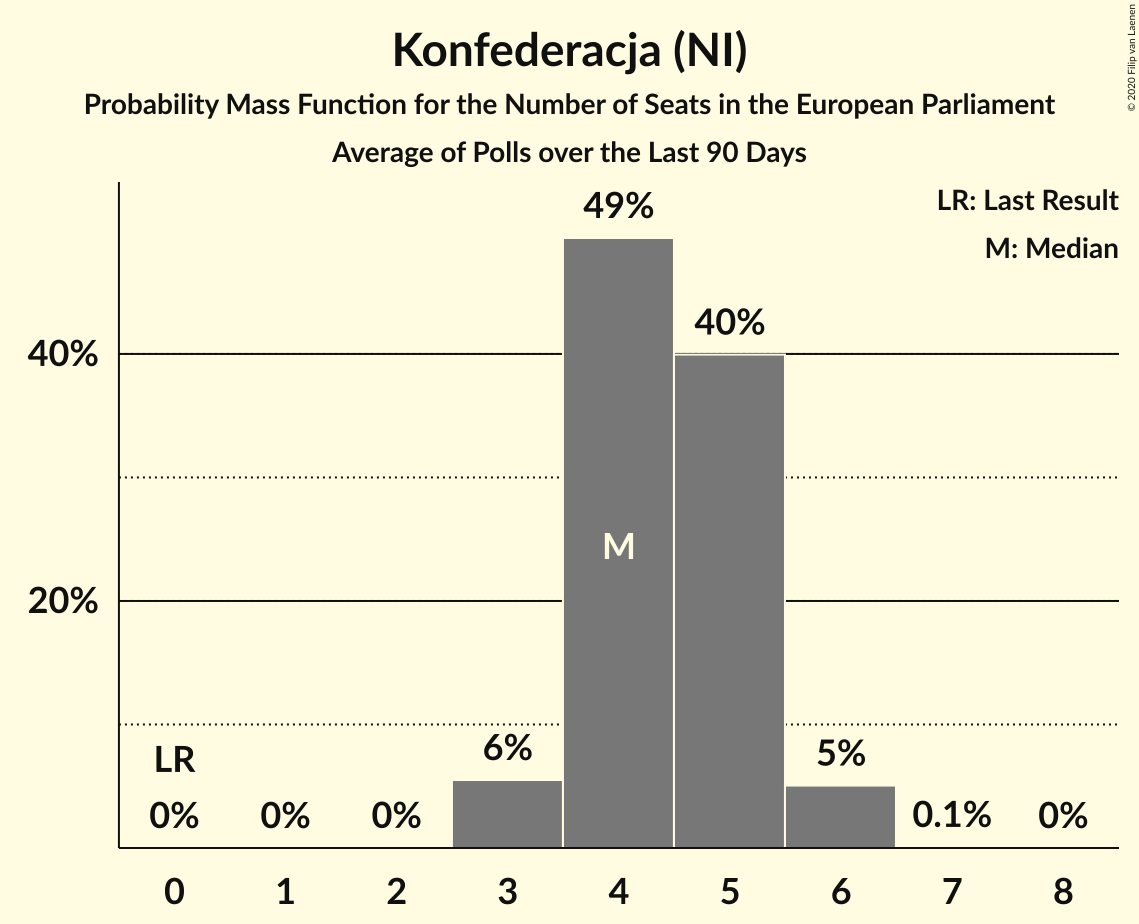 Konfederacja (NI)
Probability Mass Function for the Number of Seats in the European Parliament
Average of Polls over the Last 90 Days
© 2020 Filip van Laenen
LR: Last Result
M: Median
49%
40%
40%
M
20%
LR
6%
5%
0%
0%
0%
0.1%
0%
0
1
2
3
4
5
6
7
8